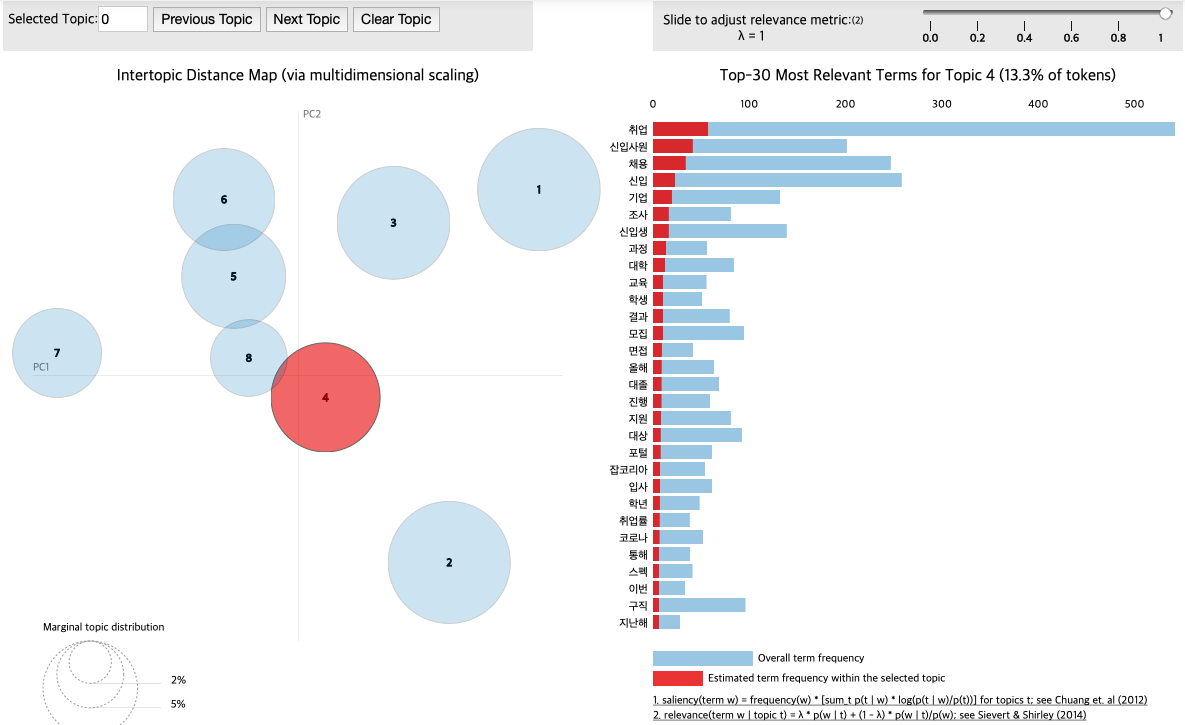 Selected Topic: 0 Previous Topic Next Topic Clear Topic
Slide to adjust relevance metric:(2)
λ = 1
0.0 0.2 0.4 0.6 0.8 1
Intertopic Distance Map (via multidimensional scaling)
PC2
PC1
6
1
3
5
7
8
4
2
Marginal topic distribution
2%
5%
Top-30 Most Relevant Terms for Topic 4 (13.3% of tokens)
0 100 200 300 400 500
취업
신입사원
채용
신입
기업
조사
신입생
과정
대학
교육
학생
결과
모집
면접
올해
대졸
진행
지원
대상
포털
잡코리아
입사
학년
취업률
코로나
통해
스펙
이번
구직
지난해
Overall term frequency
Estimated term frequency within the selected topic
1. saliency(term w) = frequency(w) * [sum_t p(t | w) * log(p(t | w)/p(t))] for topics t; see Chuang et. al (2012)
2. relevance(term w | topic t) = λ * p(w | t) + (1 - λ) * p(w | t)/p(w); see Sievert & Shirley (2014)